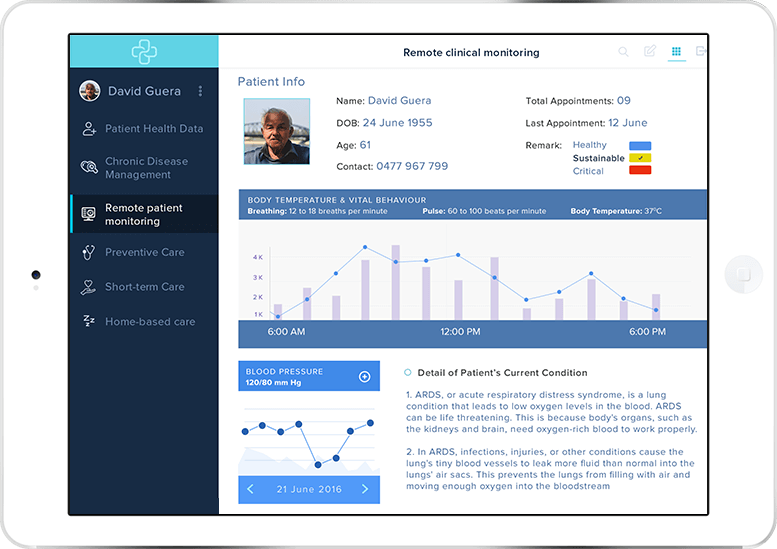 Remote clinical monitoring
David Guera
Patient Health Data
Chronic Disease
Management
Remote patient
monitoring
Preventive Care
Short-term Care
Home-based care
Patient Info
Name: David Guera
DOB: 24 June 1955
Age: 61
Contact: 0477 967 799
Total Appointments: 09
Last Appointment: 12 June
Remark: Healthy
Sustainable
Critical
BODY TEMPERATURE & VITAL BEHAVIOUR
Breathing: 12 to 18 breaths per minute Pulse: 60 to 100 beats per minute Body Temperature: 37°C
4 K
3 K
2 K
1 K
6:00 AM 12:00 PM 6:00 PM
BLOOD PRESSURE
120/80 mm Hg
21 June 2016
Detail of Patient's Current Condition
1. ARDS, or acute respiratory distress syndrome, is a lung
condition that leads to low oxygen levels in the blood. ARDS
can be life threatening. This is because body's organs, such as
the kidneys and brain, need oxygen-rich blood to work properly.
2. In ARDS, infections, injuries, or other conditions cause the
lung's tiny blood vessels to leak more fluid than normal into the
lungs' air sacs. This prevents the lungs from filling with air and
moving enough oxygen into the bloodstream